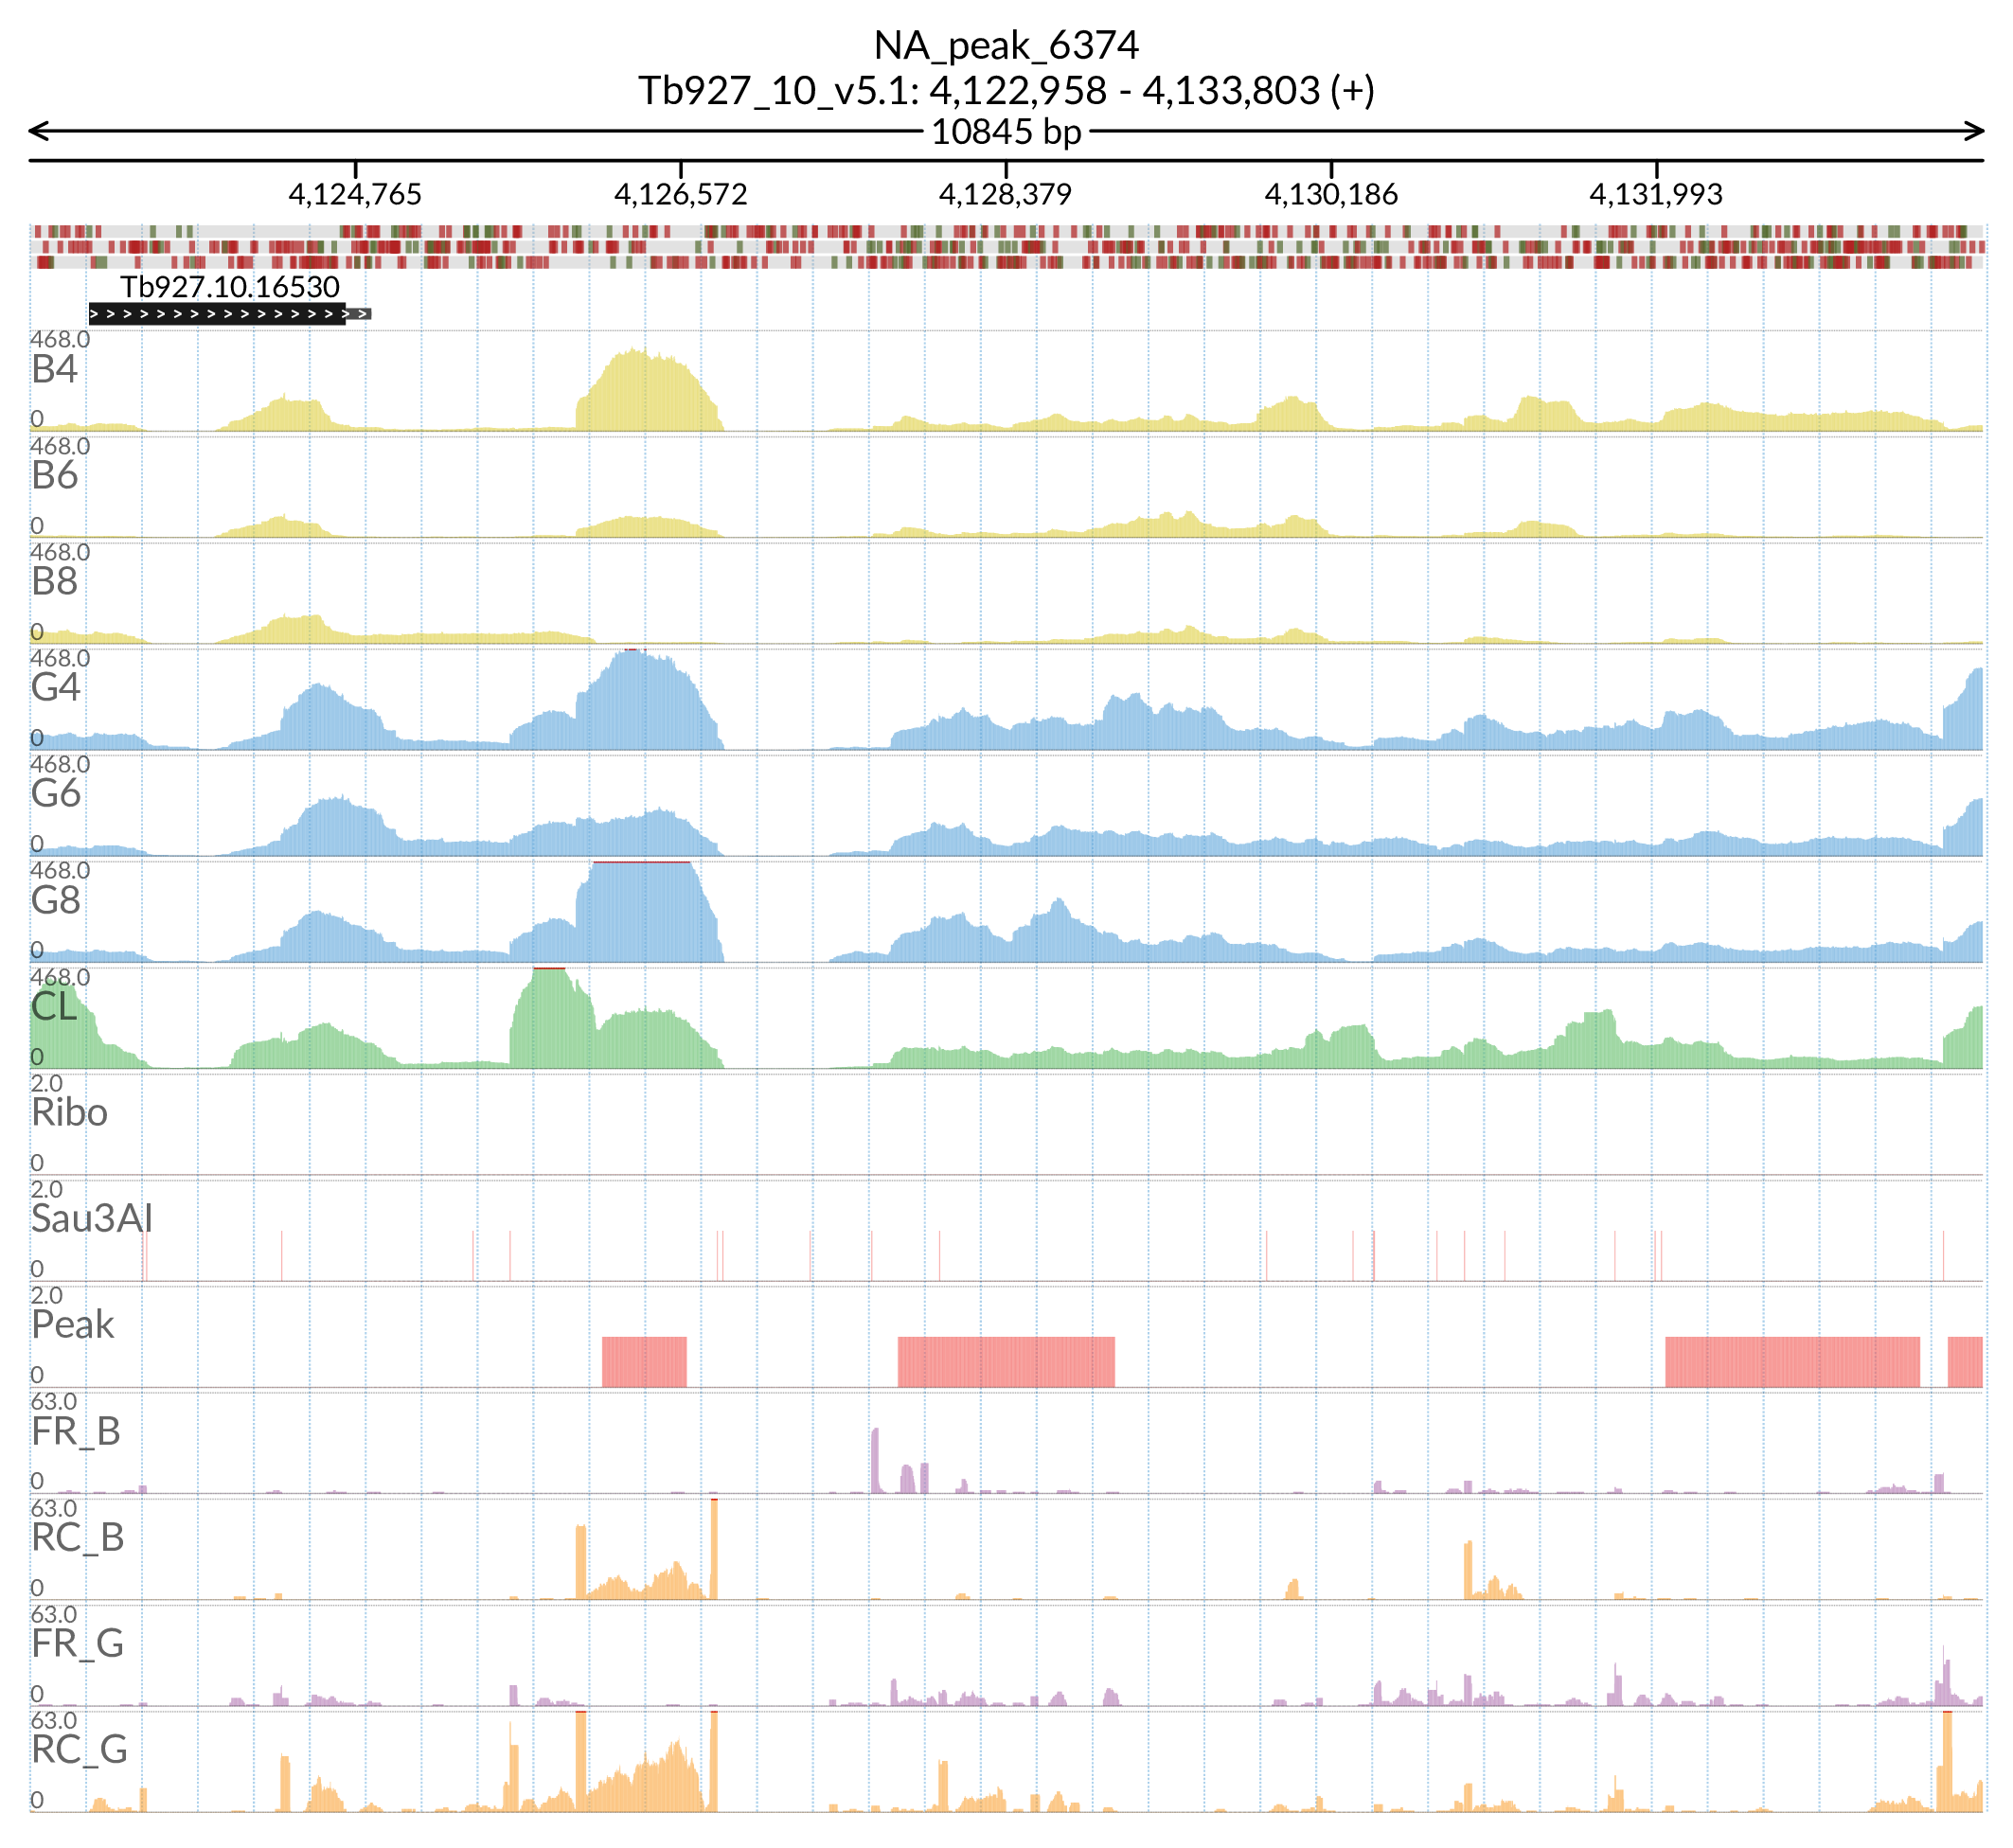 NA_peak_6374
Tb927_10_v5.1: 4,122,958 - 4,133,803 (+)
10845 bp
4,124,765 4,126,572 4,128,379 4,130,186 4,131,993
Tb927.10.16530
468.0
B4
0
468.0
B6
0
468.0
B8
0
468.0
G4
0
468.0
G6
0
468.0
G8
0
468.0
CL
0
2.0
Ribo
0
2.0
Sau3AI
0
2.0
Peak
0
63.0
FR_B
0
63.0
RC_B
0
63.0
FR_G
0
63.0
RC_G
0